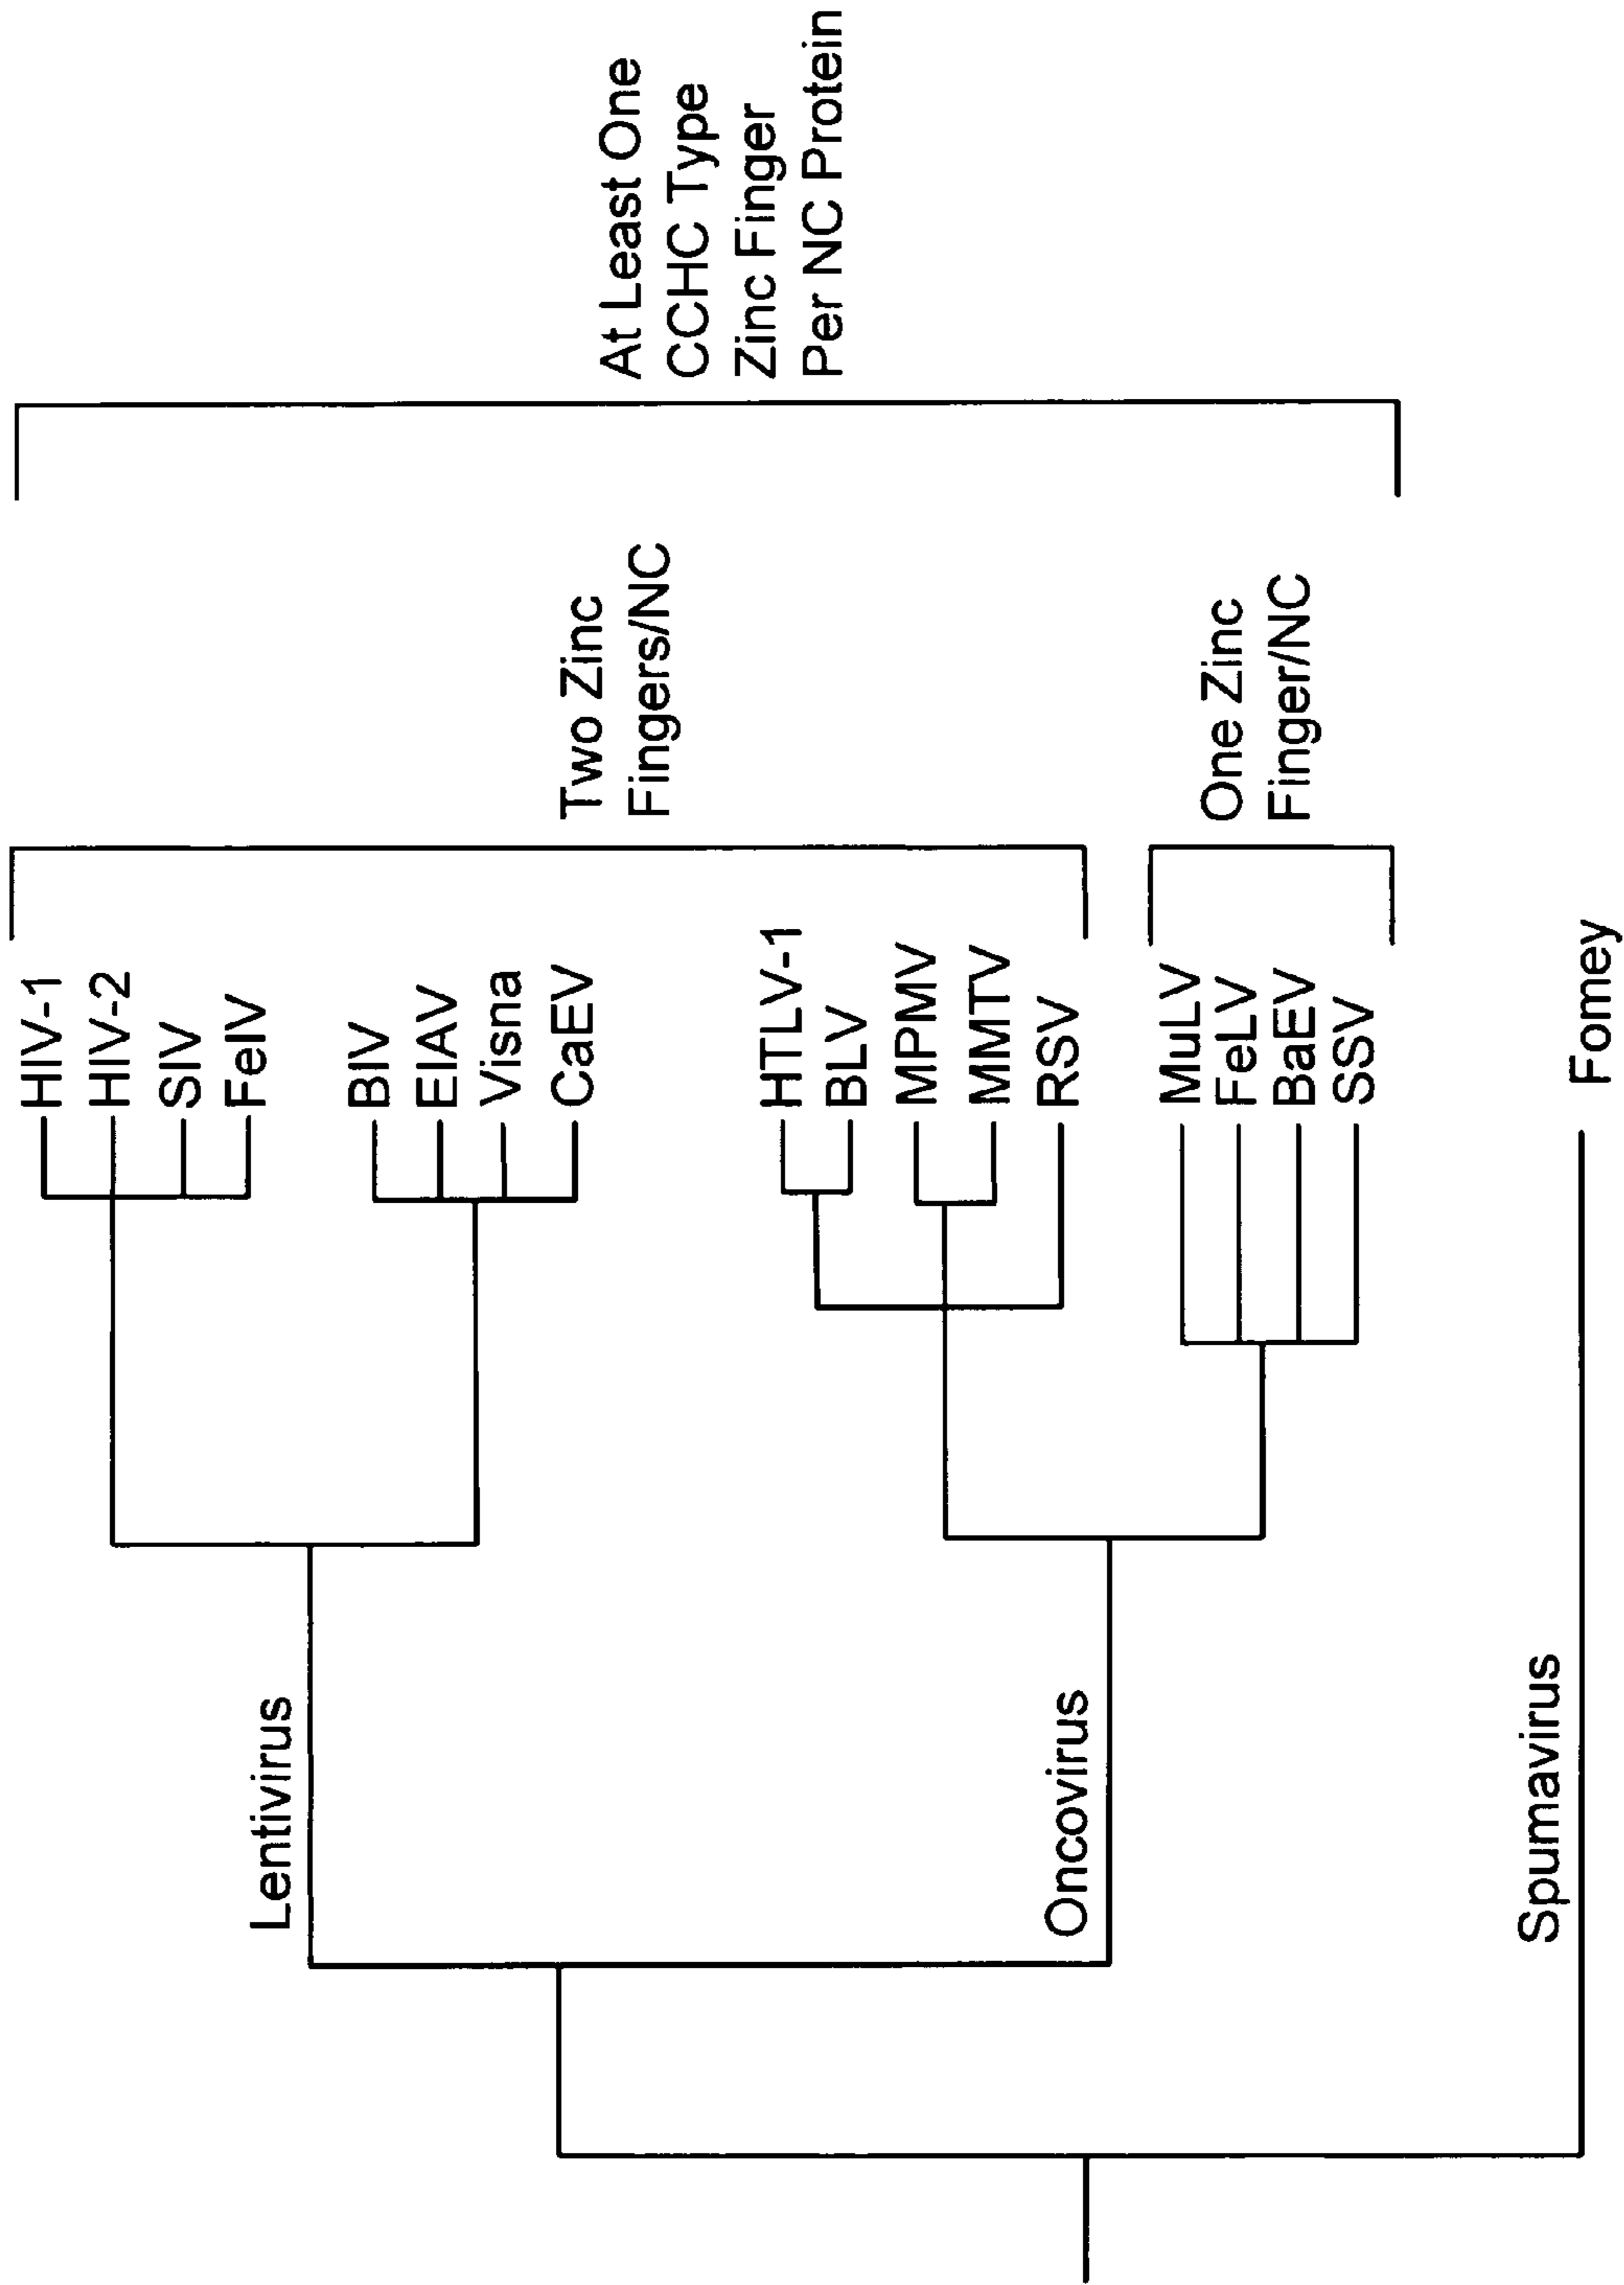 HIV-1
HIV-2
SIV
FeIV
BIV
EIAV
Visna
CaEV
HTLV-1
BLV
MPMV
MMTV
RSV
MuLV
FeLV
BaEV
SSV
Fomey
Lentivirus
Oncovirus
Spumavirus
Two Zinc
Fingers/NC
One Zinc
Finger/NC
At Least One
CCHC Type
Zinc Finger
Per NC Protein